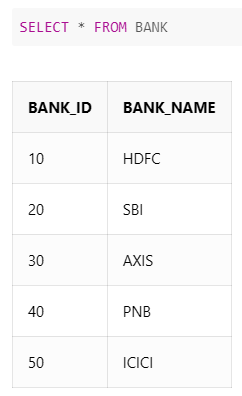 SELECT * FROM BANK
BANK_ID BANK_NAME
10 HDFC
20 SBI
30 AXIS
40 PNB
50 ICICI